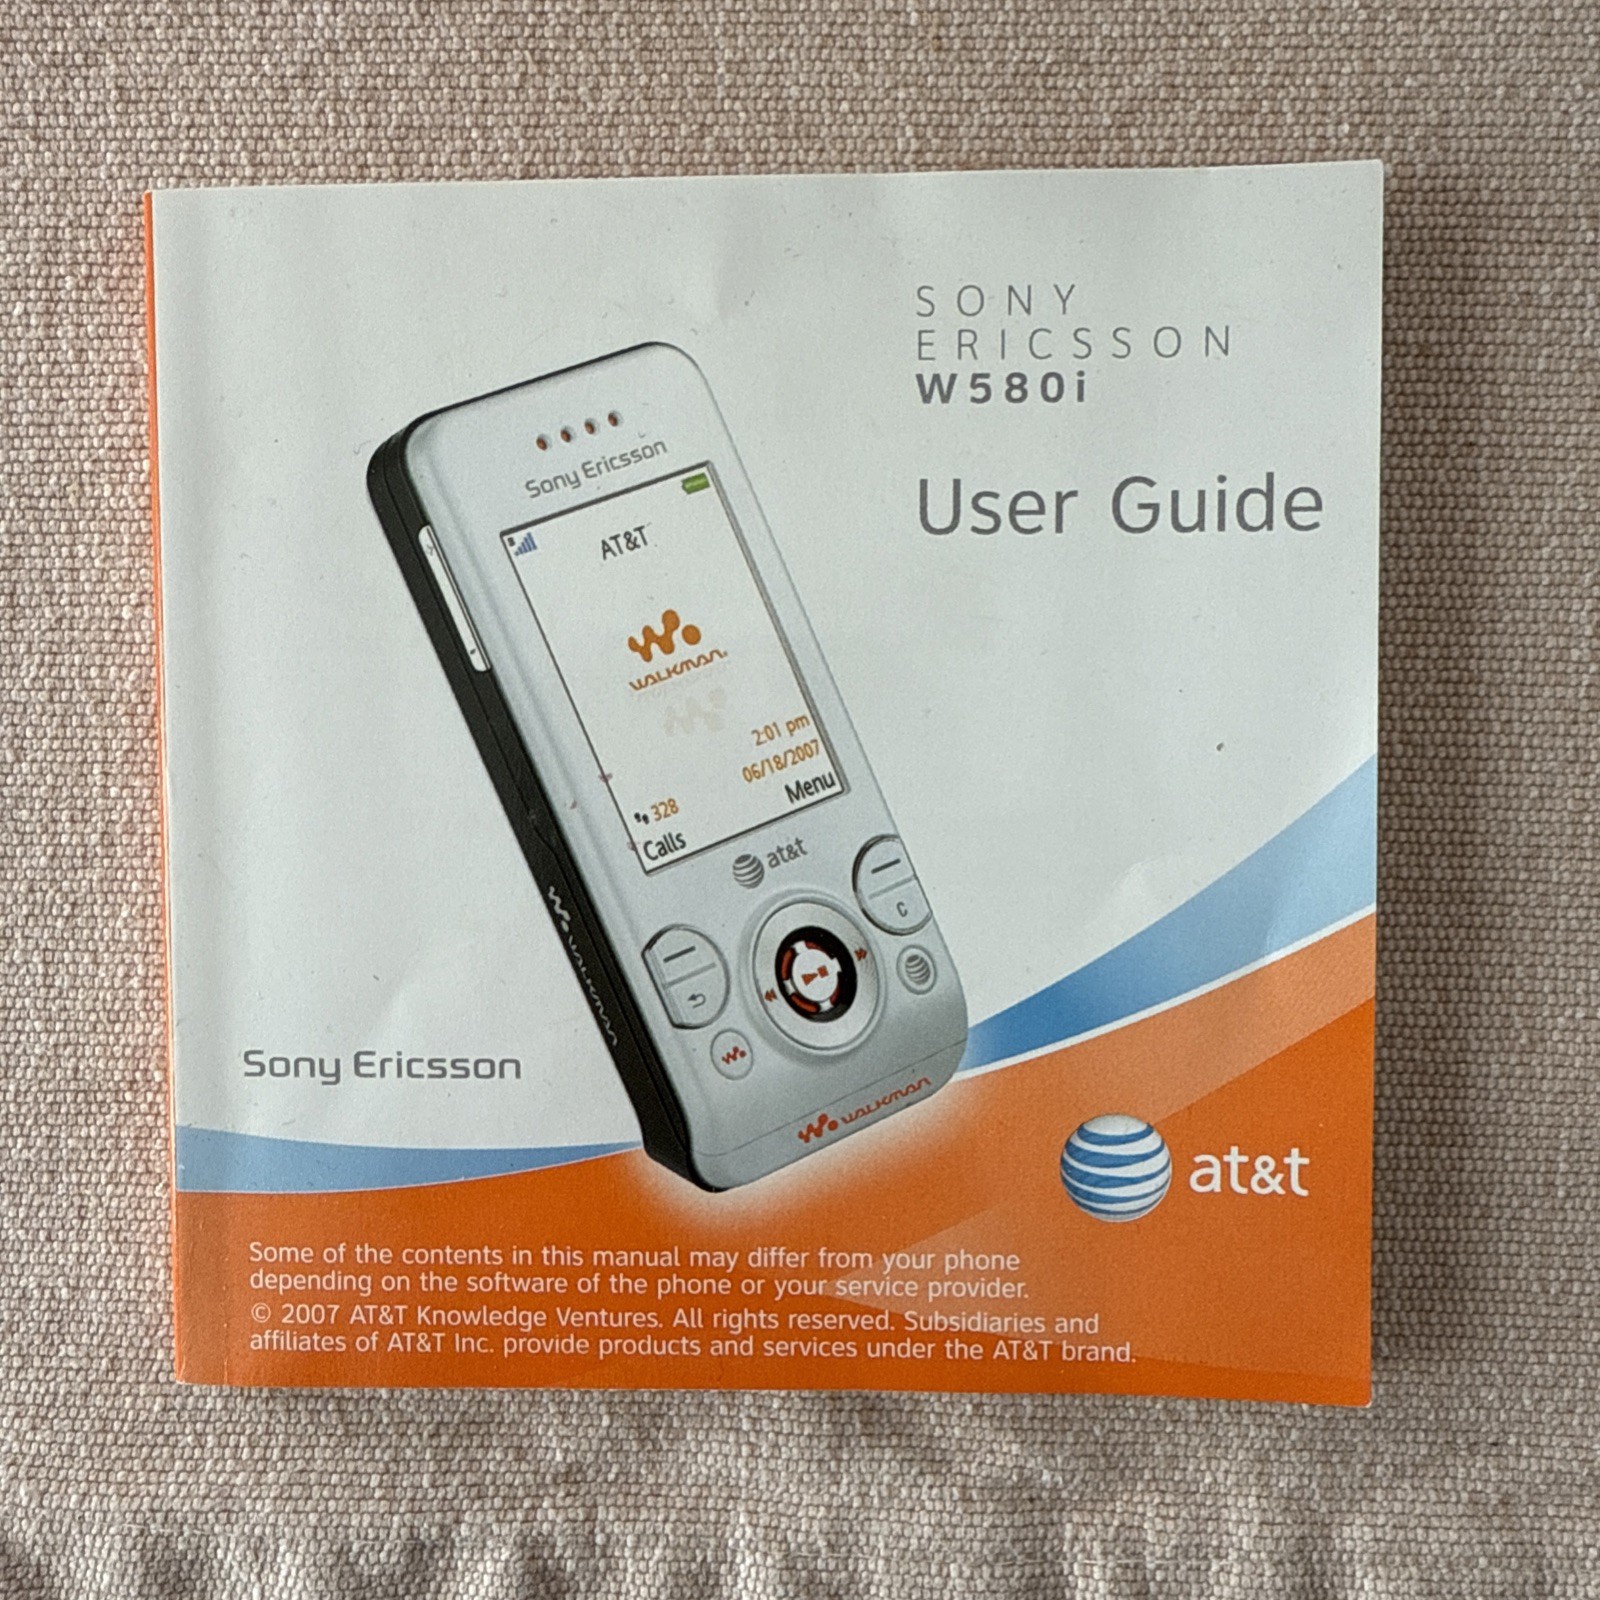 SONY
ERICSSON
W580i
User Guide
Sony Ericsson
AT&T
WALKMAN
2:01 pm
06/18/2007
328
Menu
Calls
at&t
C
WALKMAN
WALKMAN
Sony Ericsson
at&t
Some of the contents in this manual may differ from your phone
depending on the software of the phone or your service provider.
© 2007 AT&T Knowledge Ventures. All rights reserved. Subsidiaries and
affiliates of AT&T Inc. provide products and services under the AT&T brand.